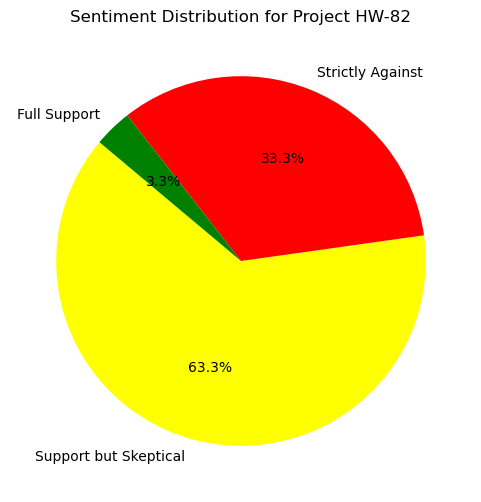 Sentiment Distribution for Project HW-82
Strictly Against
Full Support
33.3%
3.3%
63.3%
Support but Skeptical